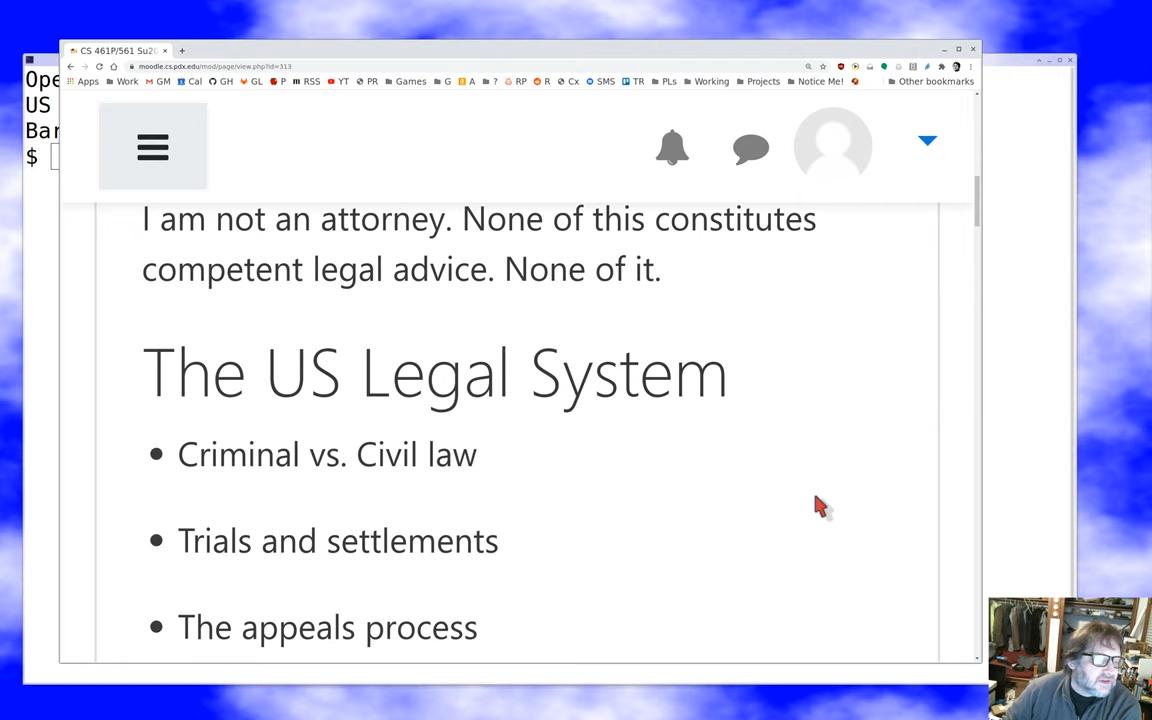 CS 461P/561 Su20
moodle.cs.pdx.edu/mod/page/view.php?id=313
Apps Work GM Cal GH GL P RSS YT PR Games G A ? RP R Cx SMS TR PLs Working Projects Notice Me! Other bookmarks
Ope
US
Bar
$
I am not an attorney. None of this constitutes
competent legal advice. None of it.
The US Legal System
• Criminal vs. Civil law
• Trials and settlements
• The appeals process